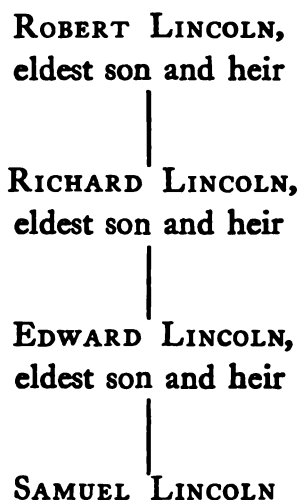 Robert Lincoln,
eldest son and heir
Richard Lincoln,
eldest son and heir
Edward Lincoln,
eldest son and heir
Samuel Lincoln